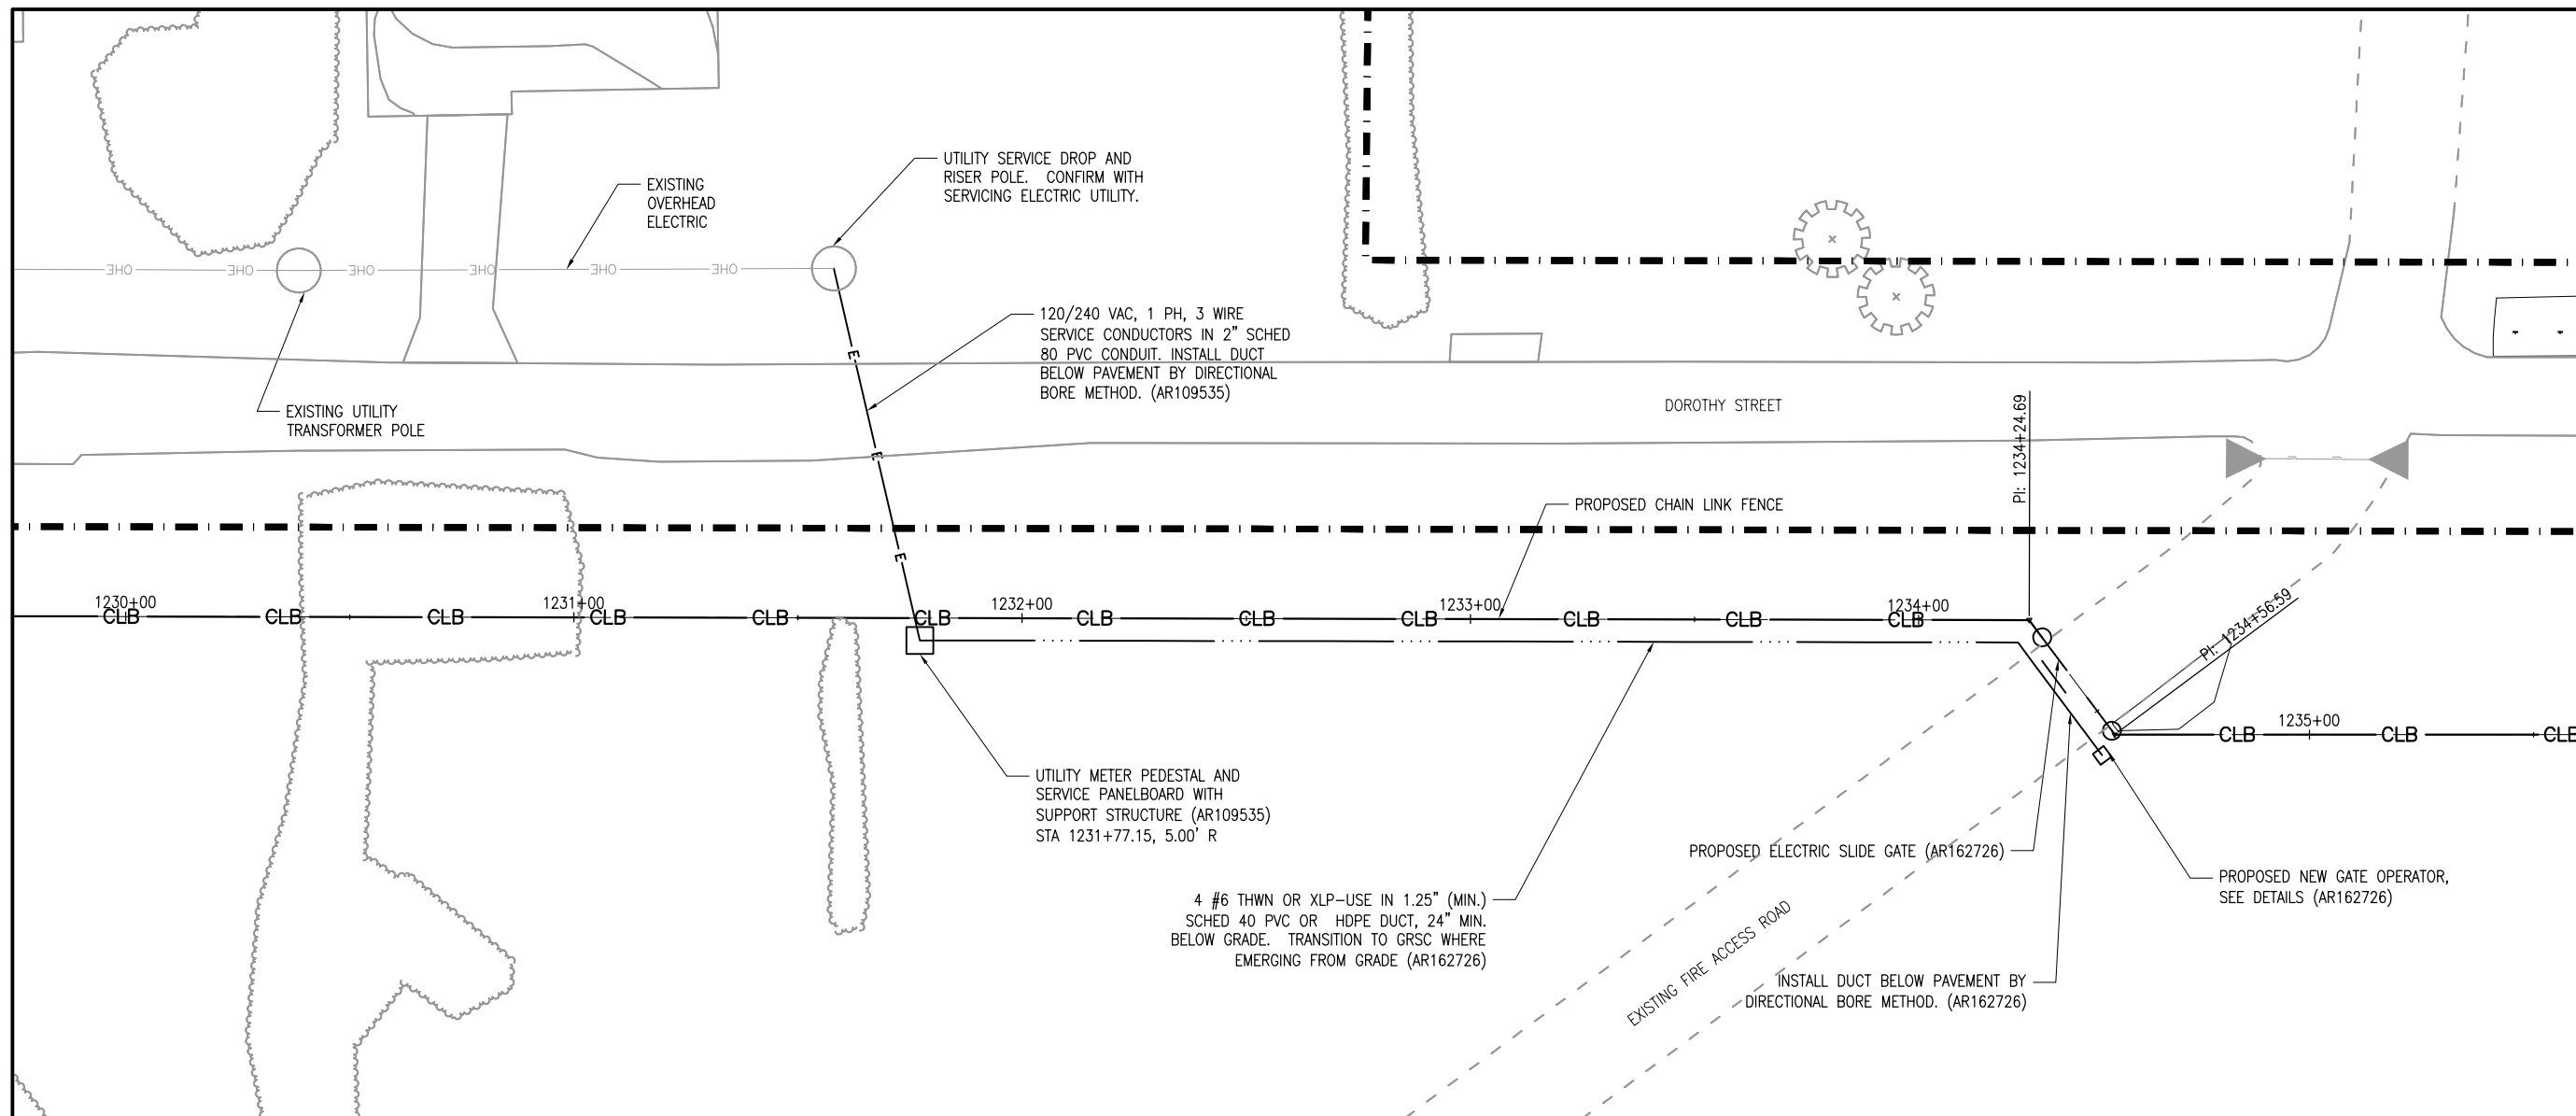 UTILITY SERVICE DROP AND
RISER POLE.  CONFIRM WITH
SERVICING ELECTRIC UTILITY.
EXISTING
OVERHEAD
ELECTRIC
OHE OHE OHE OHE OHE OHE
120/240 VAC, 1 PH, 3 WIRE
SERVICE CONDUCTORS IN 2" SCHED
80 PVC CONDUIT. INSTALL DUCT
BELOW PAVEMENT BY DIRECTIONAL
BORE METHOD. (AR109535)
EXISTING UTILITY
TRANSFORMER POLE
E
E
E
DOROTHY STREET
PI: 1234+24.69
PROPOSED CHAIN LINK FENCE
1230+00 1231+00 1232+00 1233+00 1234+00
CLB CLB CLB CLB CLB CLB CLB CLB CLB CLB CLB CLB
PI: 1234+56.59
1235+00
CLB CLB CLB
UTILITY METER PEDESTAL AND
SERVICE PANELBOARD WITH
SUPPORT STRUCTURE (AR109535)
STA 1231+77.15, 5.00' R
PROPOSED ELECTRIC SLIDE GATE (AR162726)
PROPOSED NEW GATE OPERATOR,
SEE DETAILS (AR162726)
4 #6 THWN OR XLP-USE IN 1.25" (MIN.)
SCHED 40 PVC OR  HDPE DUCT, 24" MIN.
BELOW GRADE.  TRANSITION TO GRSC WHERE
EMERGING FROM GRADE (AR162726)
EXISTING FIRE ACCESS ROAD
INSTALL DUCT BELOW PAVEMENT BY
DIRECTIONAL BORE METHOD. (AR162726)